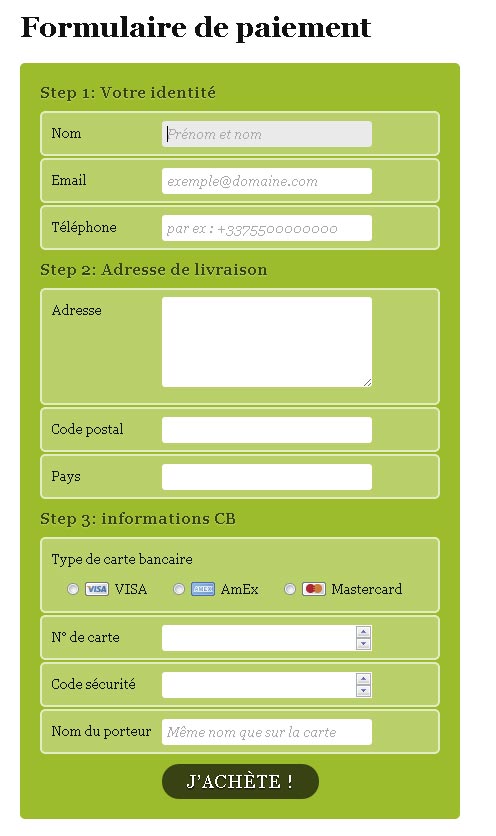 Formulaire de paiement
Step 1: Votre identité
Nom
Prénom et nom
Email
exemple@domaine.com
Téléphone
par ex : +3375500000000
Step 2: Adresse de livraison
Adresse
Code postal
Pays
Step 3: informations CB
Type de carte bancaire
VISA VISA AMEX AmEx Mastercard
N° de carte
Code sécurité
Nom du porteur
Même nom que sur la carte
J'ACHÈTE !